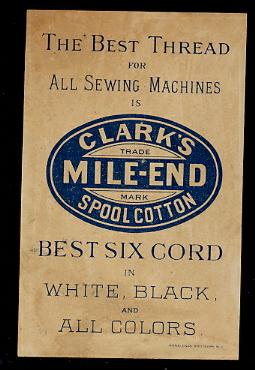 THE BEST THREAD
FOR
ALL SEWING MACHINES
IS
CLARK'S
TRADE
MILE-END
MARK
SPOOL COTTON
BEST SIX CORD
IN
WHITE, BLACK,
AND
ALL COLORS.